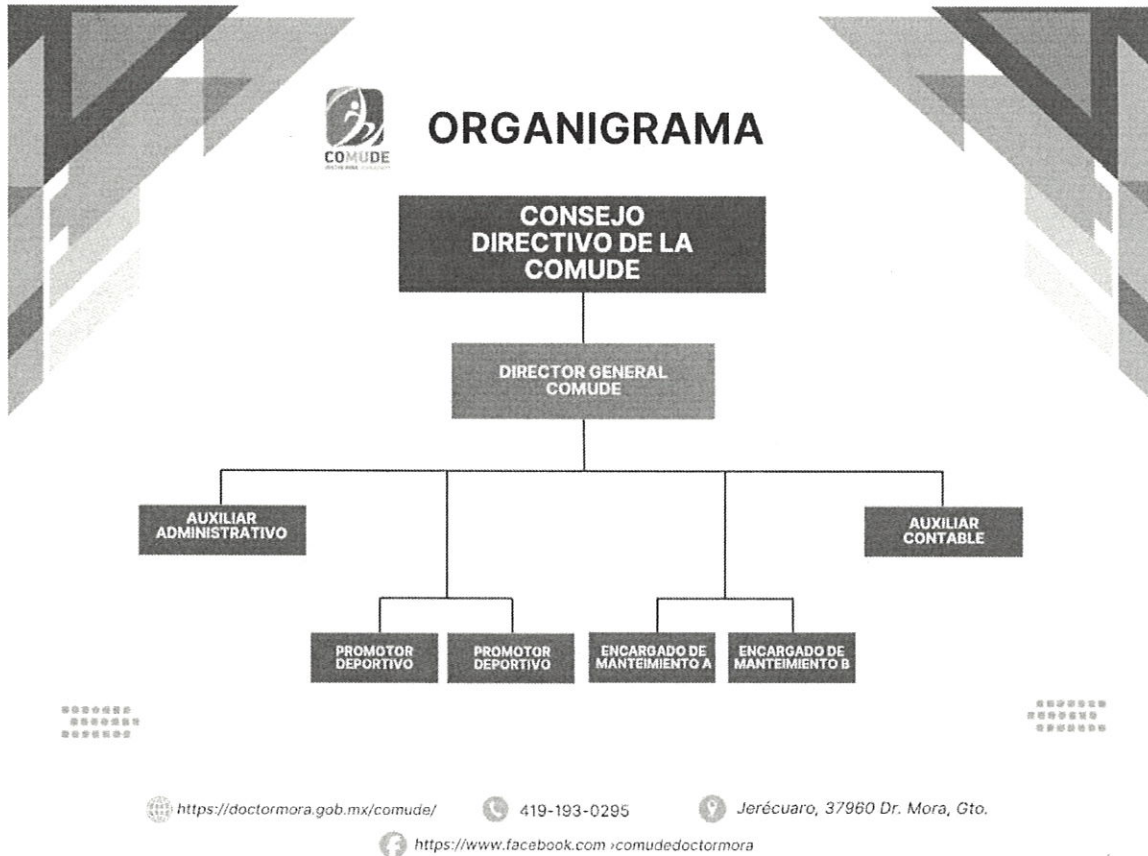 COMUDE
ORGANIGRAMA
CONSEJO
DIRECTIVO DE LA
COMUDE
DIRECTOR GENERAL
COMUDE
AUXILIAR
ADMINISTRATIVO
AUXILIAR
CONTABLE
PROMOTOR
DEPORTIVO
PROMOTOR
DEPORTIVO
ENCARGADO DE
MANTEIMIENTO A
ENCARGADO DE
MANTEIMIENTO B
https://doctormora.gob.mx/comude/
419-193-0295
Jerécuaro, 37960 Dr. Mora, Gto.
https://www.facebook.com ›comudedoctormora